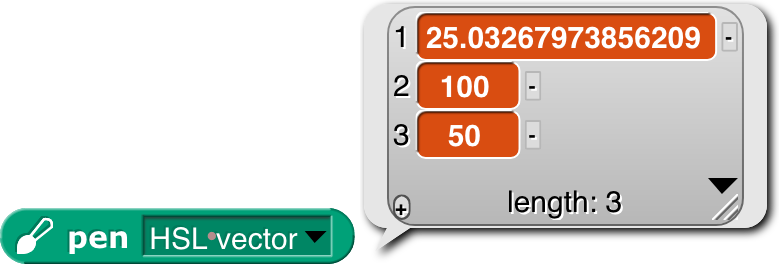 1 25.03267973856209 -
2 100 -
3 50 -
+ length: 3
pen HSL•vector